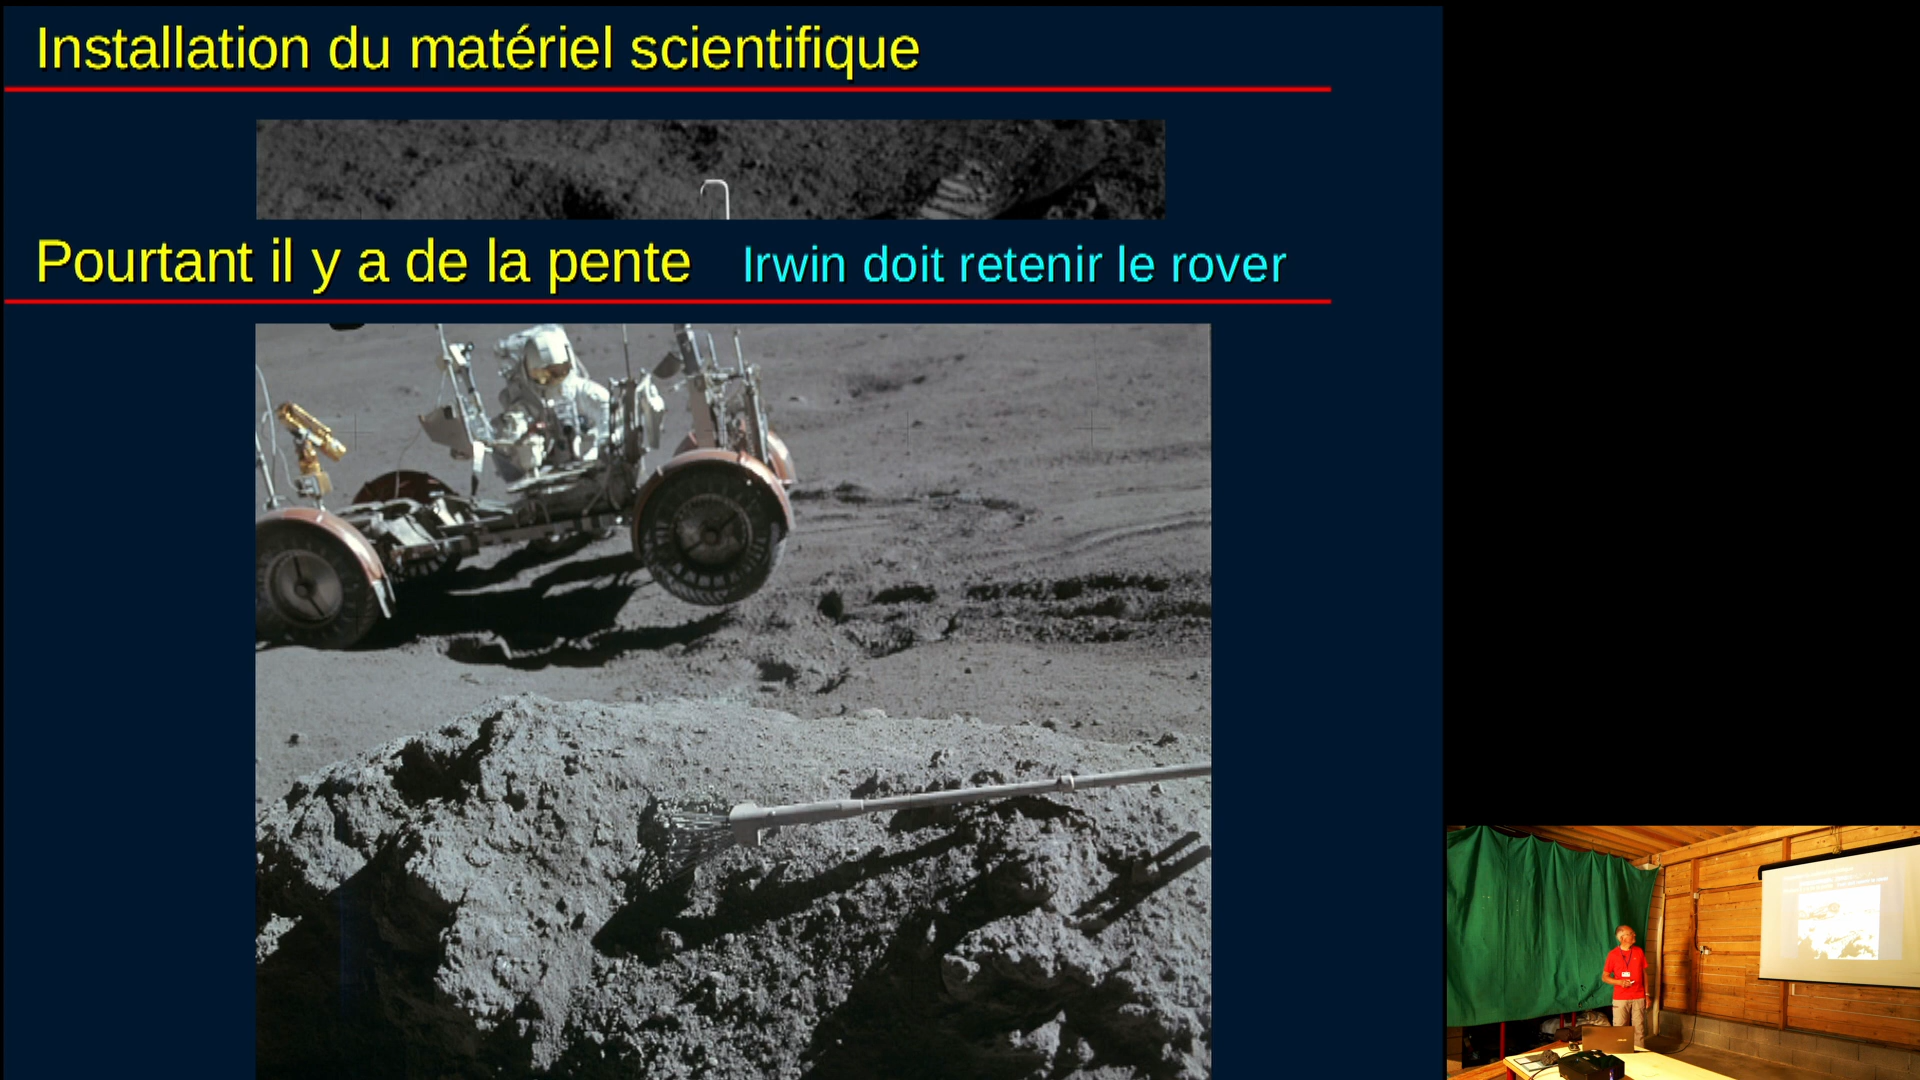 Installation du matériel scientifique
Pourtant il y a de la pente Irwin doit retenir le rover